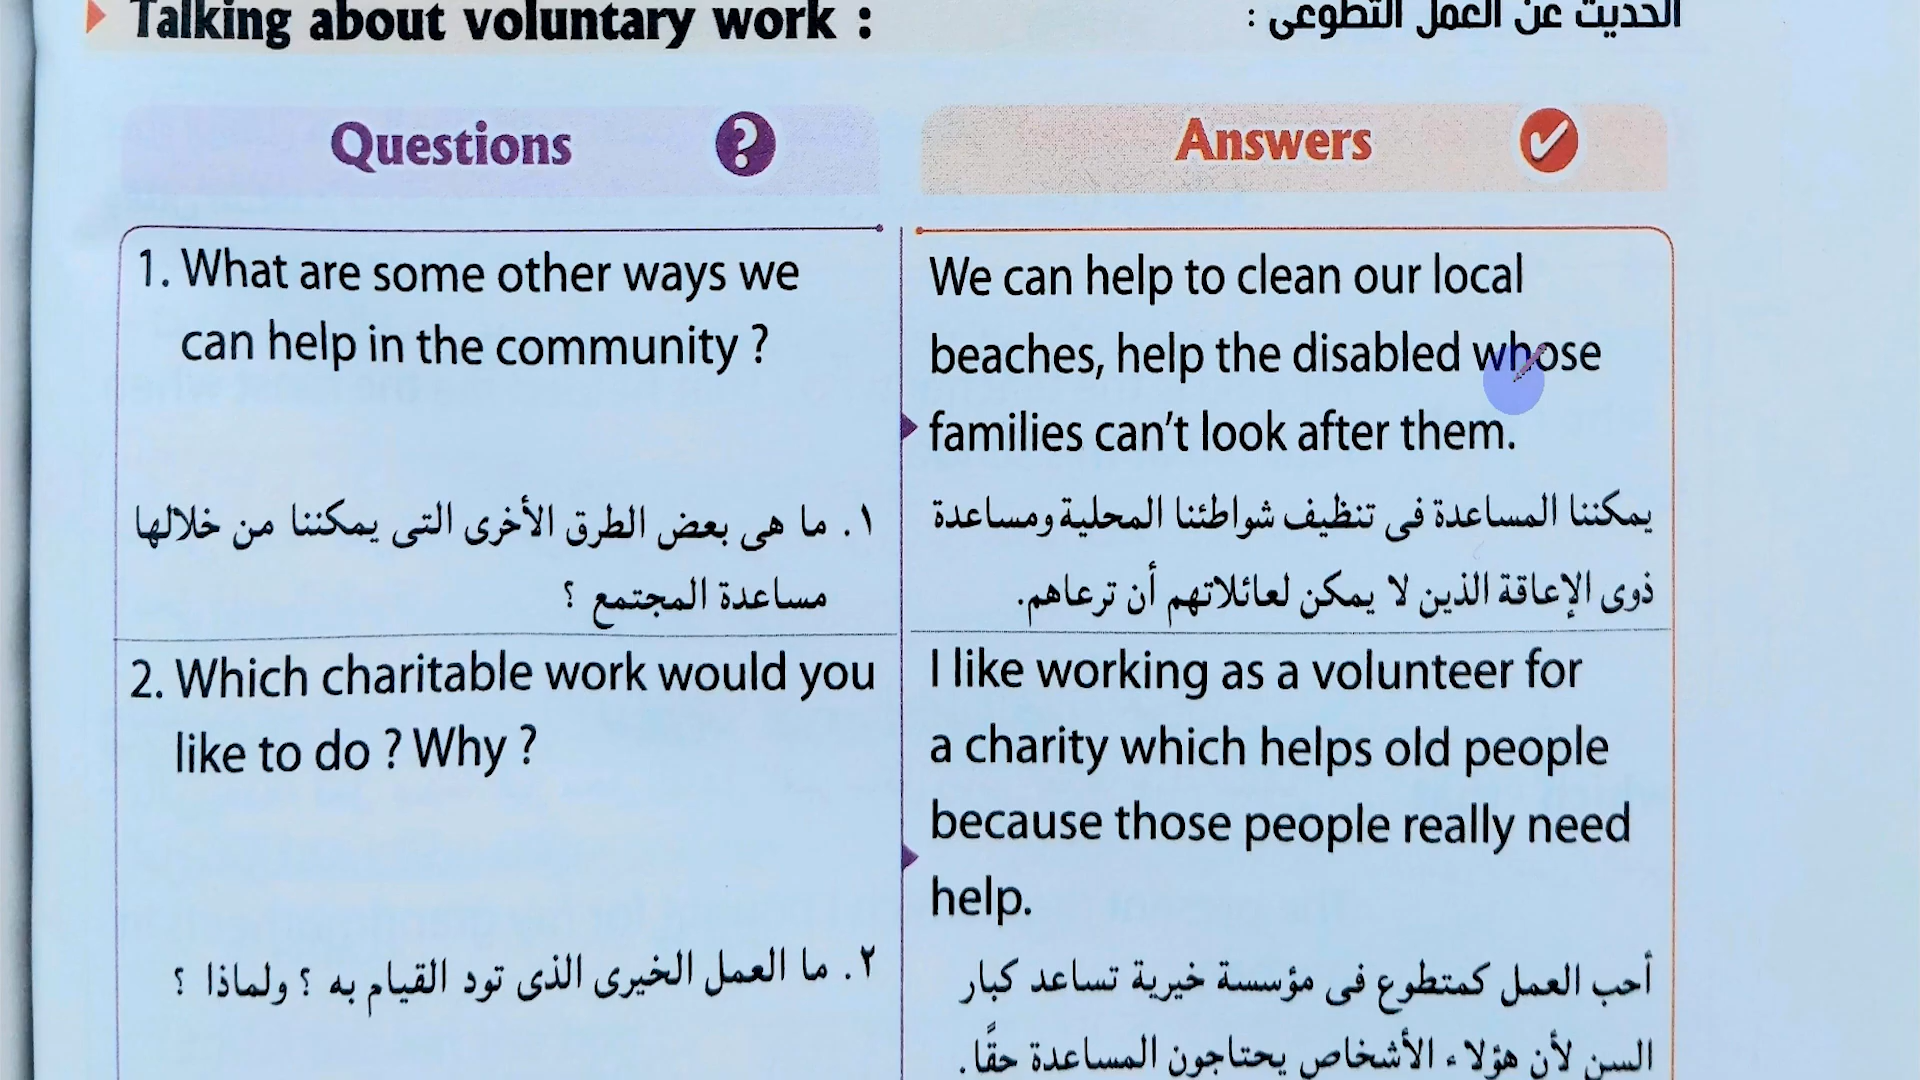 Talking about voluntary work :
الحديث عن العمل التطوعى :
Questions ?
Answers
1. What are some other ways we
can help in the community ?
١. ما هى بعض الطرق الأخرى التى يمكننا من خلالها
مساعدة المجتمع ؟
We can help to clean our local
beaches, help the disabled whose
families can't look after them.
يمكننا المساعدة فى تنظيف شواطئنا المحلية ومساعدة
ذوى الإعاقة الذين لا يمكن لعائلاتهم أن ترعاهم.
2. Which charitable work would you
like to do ? Why ?
٢. ما العمل الخيرى الذى تود القيام به ؟ ولماذا ؟
I like working as a volunteer for
a charity which helps old people
because those people really need
help.
أحب العمل كمتطوع فى مؤسسة خيرية تساعد كبار
السن لأن هؤلاء الأشخاص يحتاجون المساعدة حقًا.